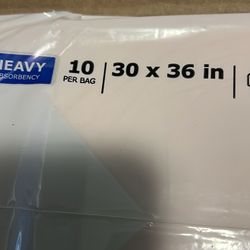 HEAVY
ABSORBENCY
10
PER BAG
30 x 36 in